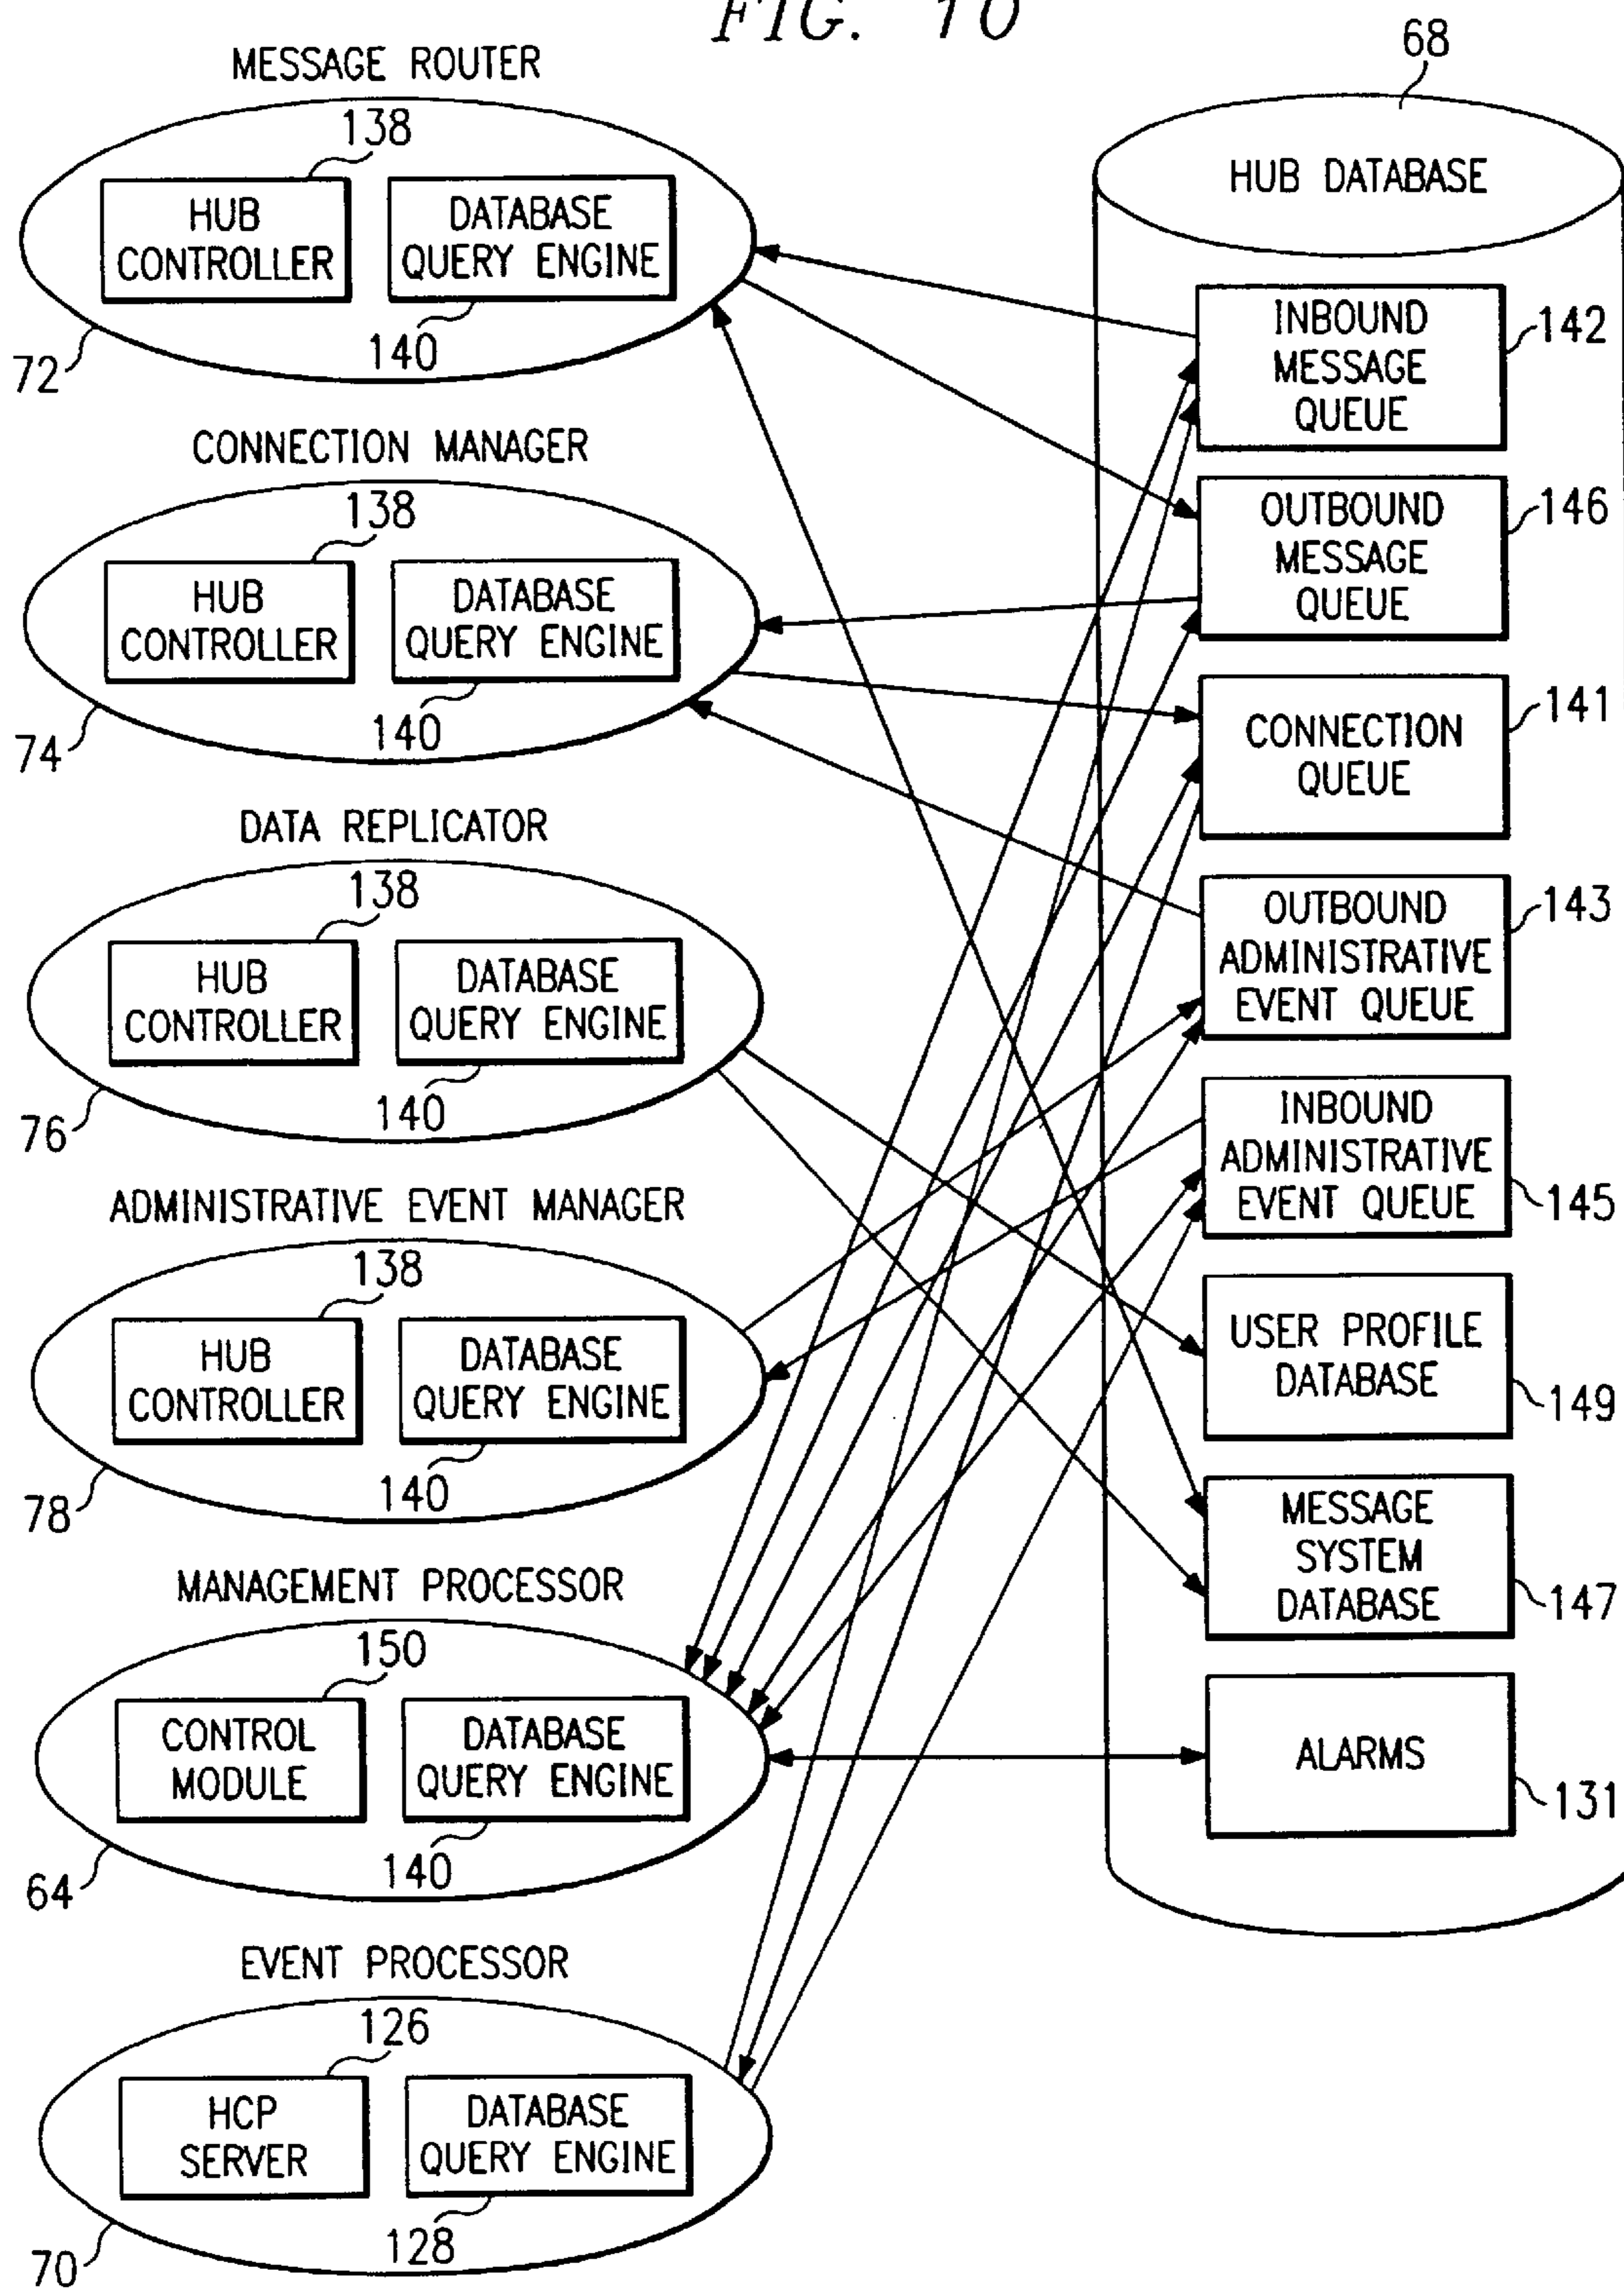 FIG. 10
MESSAGE ROUTER
138
HUB
CONTROLLER
DATABASE
QUERY ENGINE
140
72
CONNECTION MANAGER
138
HUB
CONTROLLER
DATABASE
QUERY ENGINE
140
74
DATA REPLICATOR
138
HUB
CONTROLLER
DATABASE
QUERY ENGINE
140
76
ADMINISTRATIVE EVENT MANAGER
138
HUB
CONTROLLER
DATABASE
QUERY ENGINE
140
78
MANAGEMENT PROCESSOR
150
CONTROL
MODULE
DATABASE
QUERY ENGINE
140
64
EVENT PROCESSOR
126
HCP
SERVER
DATABASE
QUERY ENGINE
128
70
68
HUB DATABASE
INBOUND
MESSAGE
QUEUE
142
OUTBOUND
MESSAGE
QUEUE
146
CONNECTION
QUEUE
141
OUTBOUND
ADMINISTRATIVE
EVENT QUEUE
143
INBOUND
ADMINISTRATIVE
EVENT QUEUE
145
USER PROFILE
DATABASE
149
MESSAGE
SYSTEM
DATABASE
147
ALARMS
131